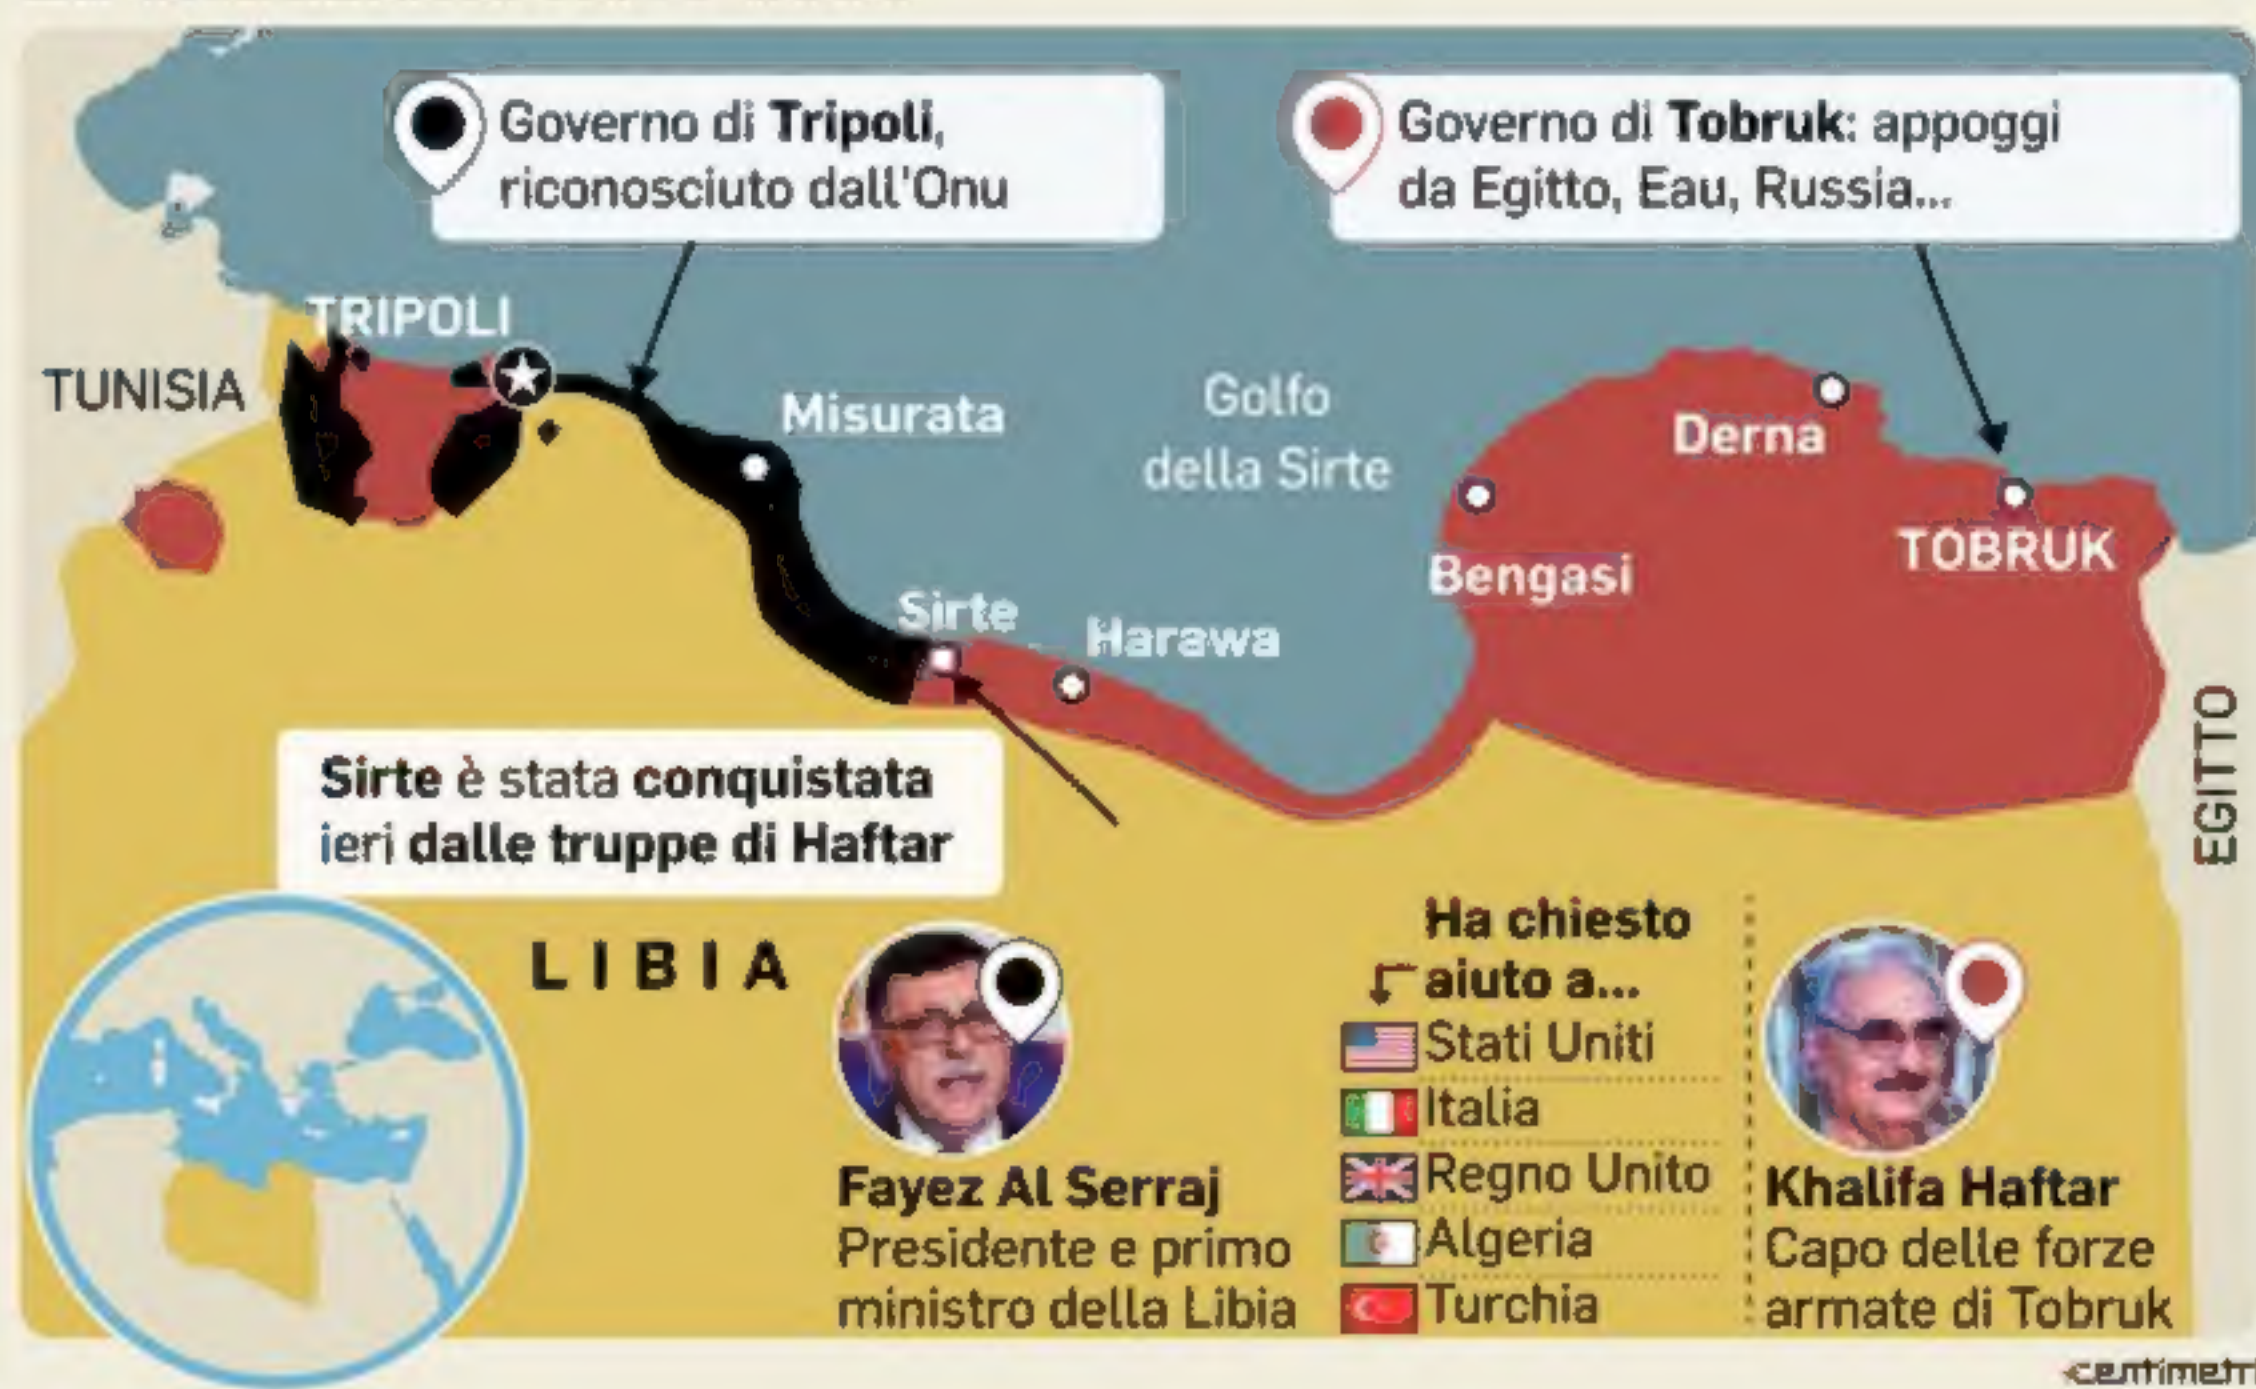 Governo di Tripoli,
riconosciuto dall'Onu
Governo di Tobruk: appoggi
da Egitto, Eau, Russia...
TRIPOLI
TUNISIA
Misurata
Golfo
della Sirte
Derna
TOBRUK
Bengasi
Sirte
Harawa
EGITTO
Sirte è stata conquistata
ieri dalle truppe di Haftar
LIBIA
Fayez Al Serraj
Presidente e primo
ministro della Libia
Ha chiesto
aiuto a...
Stati Uniti
Italia
Regno Unito
Algeria
Turchia
Khalifa Haftar
Capo delle forze
armate di Tobruk
centimetri